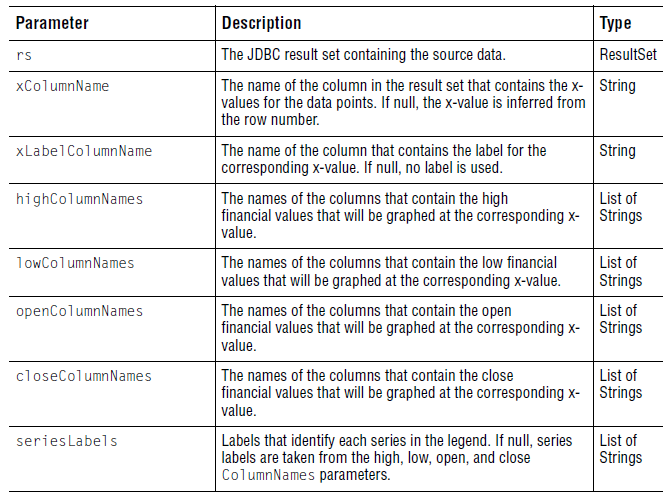 Parameter Description Type
rs The JDBC result set containing the source data. ResultSet
xColumnName The name of the column in the result set that contains the x- String
values for the data points. If null, the x-value is inferred from
the row number.
xLabelColumnName The name of the column that contains the label for the String
corresponding x-value. If null, no label is used.
highColumnNames The names of the columns that contain the high List of
financial values that will be graphed at the corresponding x- Strings
value.
lowColumnNames The names of the columns that contain the low financial List of
values that will be graphed at the corresponding x-value. Strings
openColumnNames The names of the columns that contain the open List of
financial values that will be graphed at the corresponding x- Strings
value.
closeColumnNames The names of the columns that contain the close List of
financial values that will be graphed at the corresponding x- Strings
value.
seriesLabels Labels that identify each series in the legend. If null, series List of
labels are taken from the high, low, open, and close Strings
ColumnNames parameters.